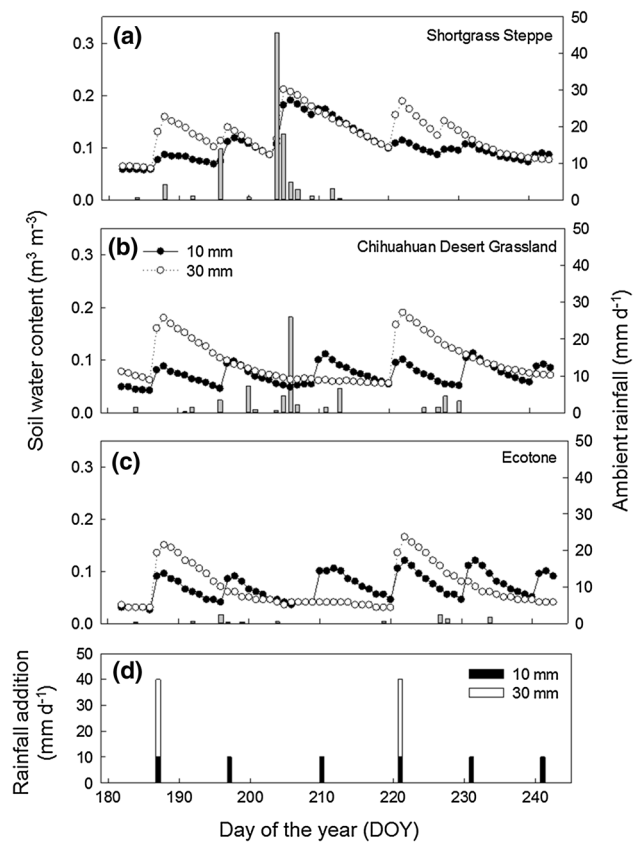 (a)
Shortgrass Steppe
0.3
0.2
0.1
0.0
50
40
30
20
10
0
(b)
10 mm
30 mm
Chihuahuan Desert Grassland
0.3
0.2
0.1
0.0
50
40
30
20
10
0
Soil water content (m³ m⁻³)
Ambient rainfall (mm d⁻¹)
(c)
Ecotone
0.3
0.2
0.1
0.0
50
40
30
20
10
0
(d)
10 mm
30 mm
Rainfall addition
(mm d⁻¹)
50
40
30
20
10
0
180 190 200 210 220 230 240
Day of the year (DOY)